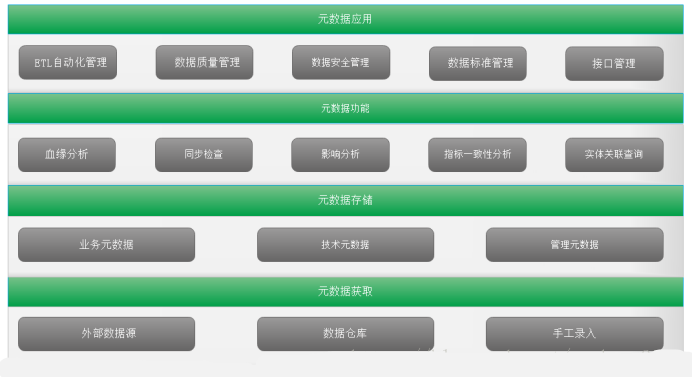 元数据应用
ETL自动化管理 数据质量管理 数据安全管理 数据标准管理 接口管理
元数据功能
血缘分析 同步检查 影响分析 指标一致性分析 实体关联查询
元数据存储
业务元数据 技术元数据 管理元数据
元数据获取
外部数据源 数据仓库 手工录入